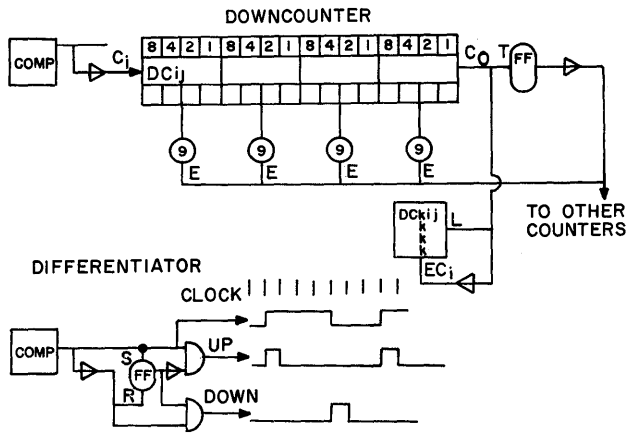 DOWNCOUNTER
8 4 2 1 8 4 2 1 8 4 2 1 8 4 2 1
COMP
Ci
DCij
CO T FF
9 9 9 9
E E E E
TO OTHER
COUNTERS
DCkij L
k
k
k
ECi
DIFFERENTIATOR
CLOCK
COMP
S
UP
FF
R
DOWN